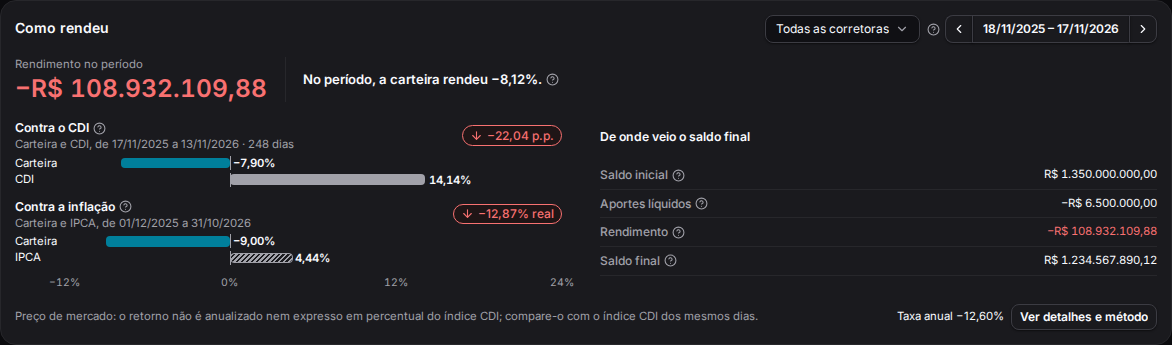 Como rendeu
Todas as corretoras
18/11/2025 – 17/11/2026
Rendimento no período
−R$ 108.932.109,88
No período, a carteira rendeu −8,12%.
Contra o CDI
Carteira e CDI, de 17/11/2025 a 13/11/2026 · 248 dias
↓ −22,04 p.p.
Carteira −7,90%
CDI 14,14%
Contra a inflação
Carteira e IPCA, de 01/12/2025 a 31/10/2026
↓ −12,87% real
Carteira −9,00%
IPCA 4,44%
−12% 0% 12% 24%
De onde veio o saldo final
Saldo inicial R$ 1.350.000.000,00
Aportes líquidos −R$ 6.500.000,00
Rendimento −R$ 108.932.109,88
Saldo final R$ 1.234.567.890,12
Preço de mercado: o retorno não é anualizado nem expresso em percentual do índice CDI; compare-o com o índice CDI dos mesmos dias.
Taxa anual −12,60%
Ver detalhes e método